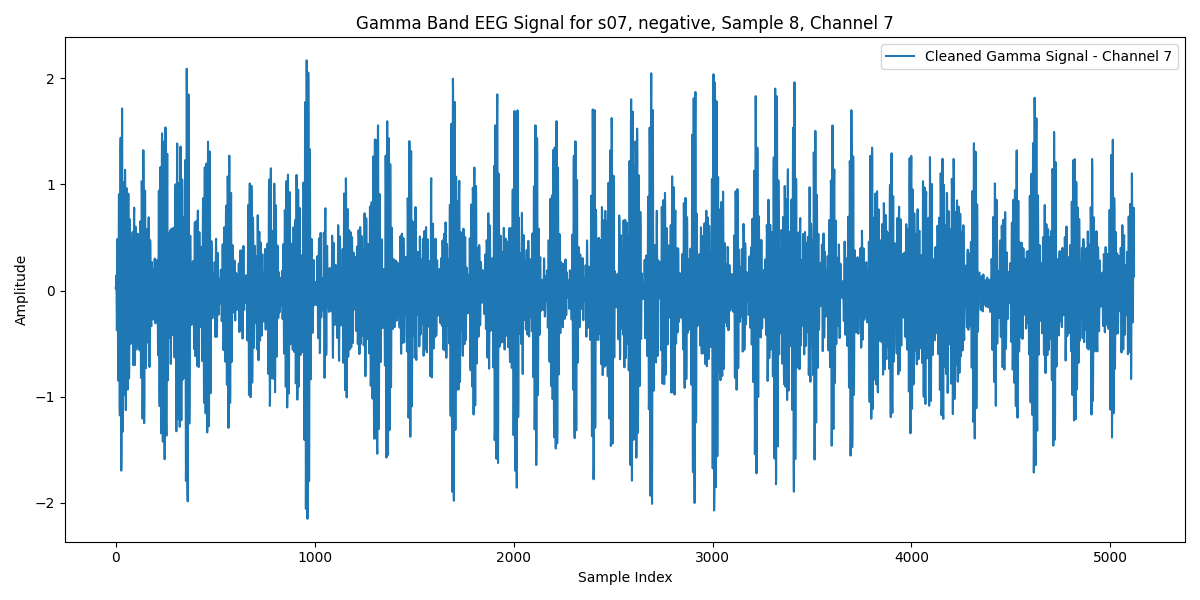 Gamma Band EEG Signal for s07, negative, Sample 8, Channel 7
Cleaned Gamma Signal - Channel 7
2
1
0
−1
−2
Amplitude
0 1000 2000 3000 4000 5000
Sample Index